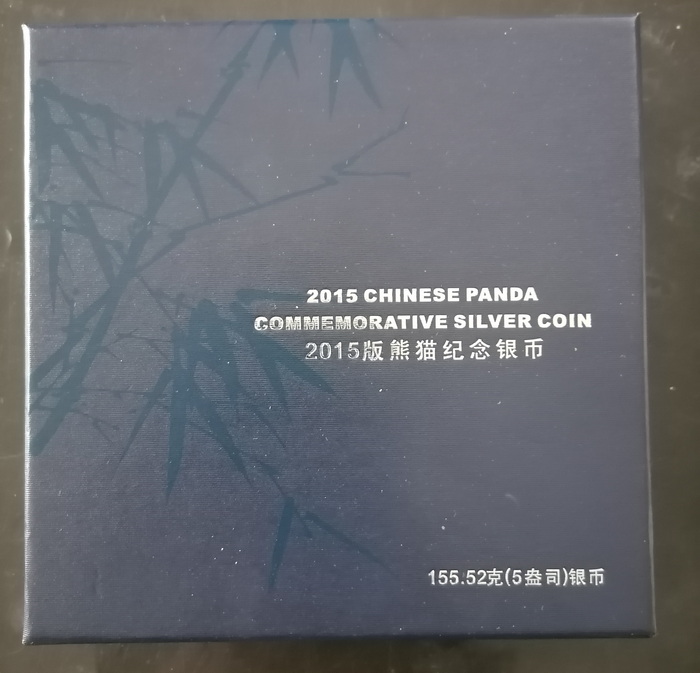 2015 CHINESE PANDA
COMMEMORATIVE SILVER COIN
2015版熊猫纪念银币
155.52克(5盎司)银币